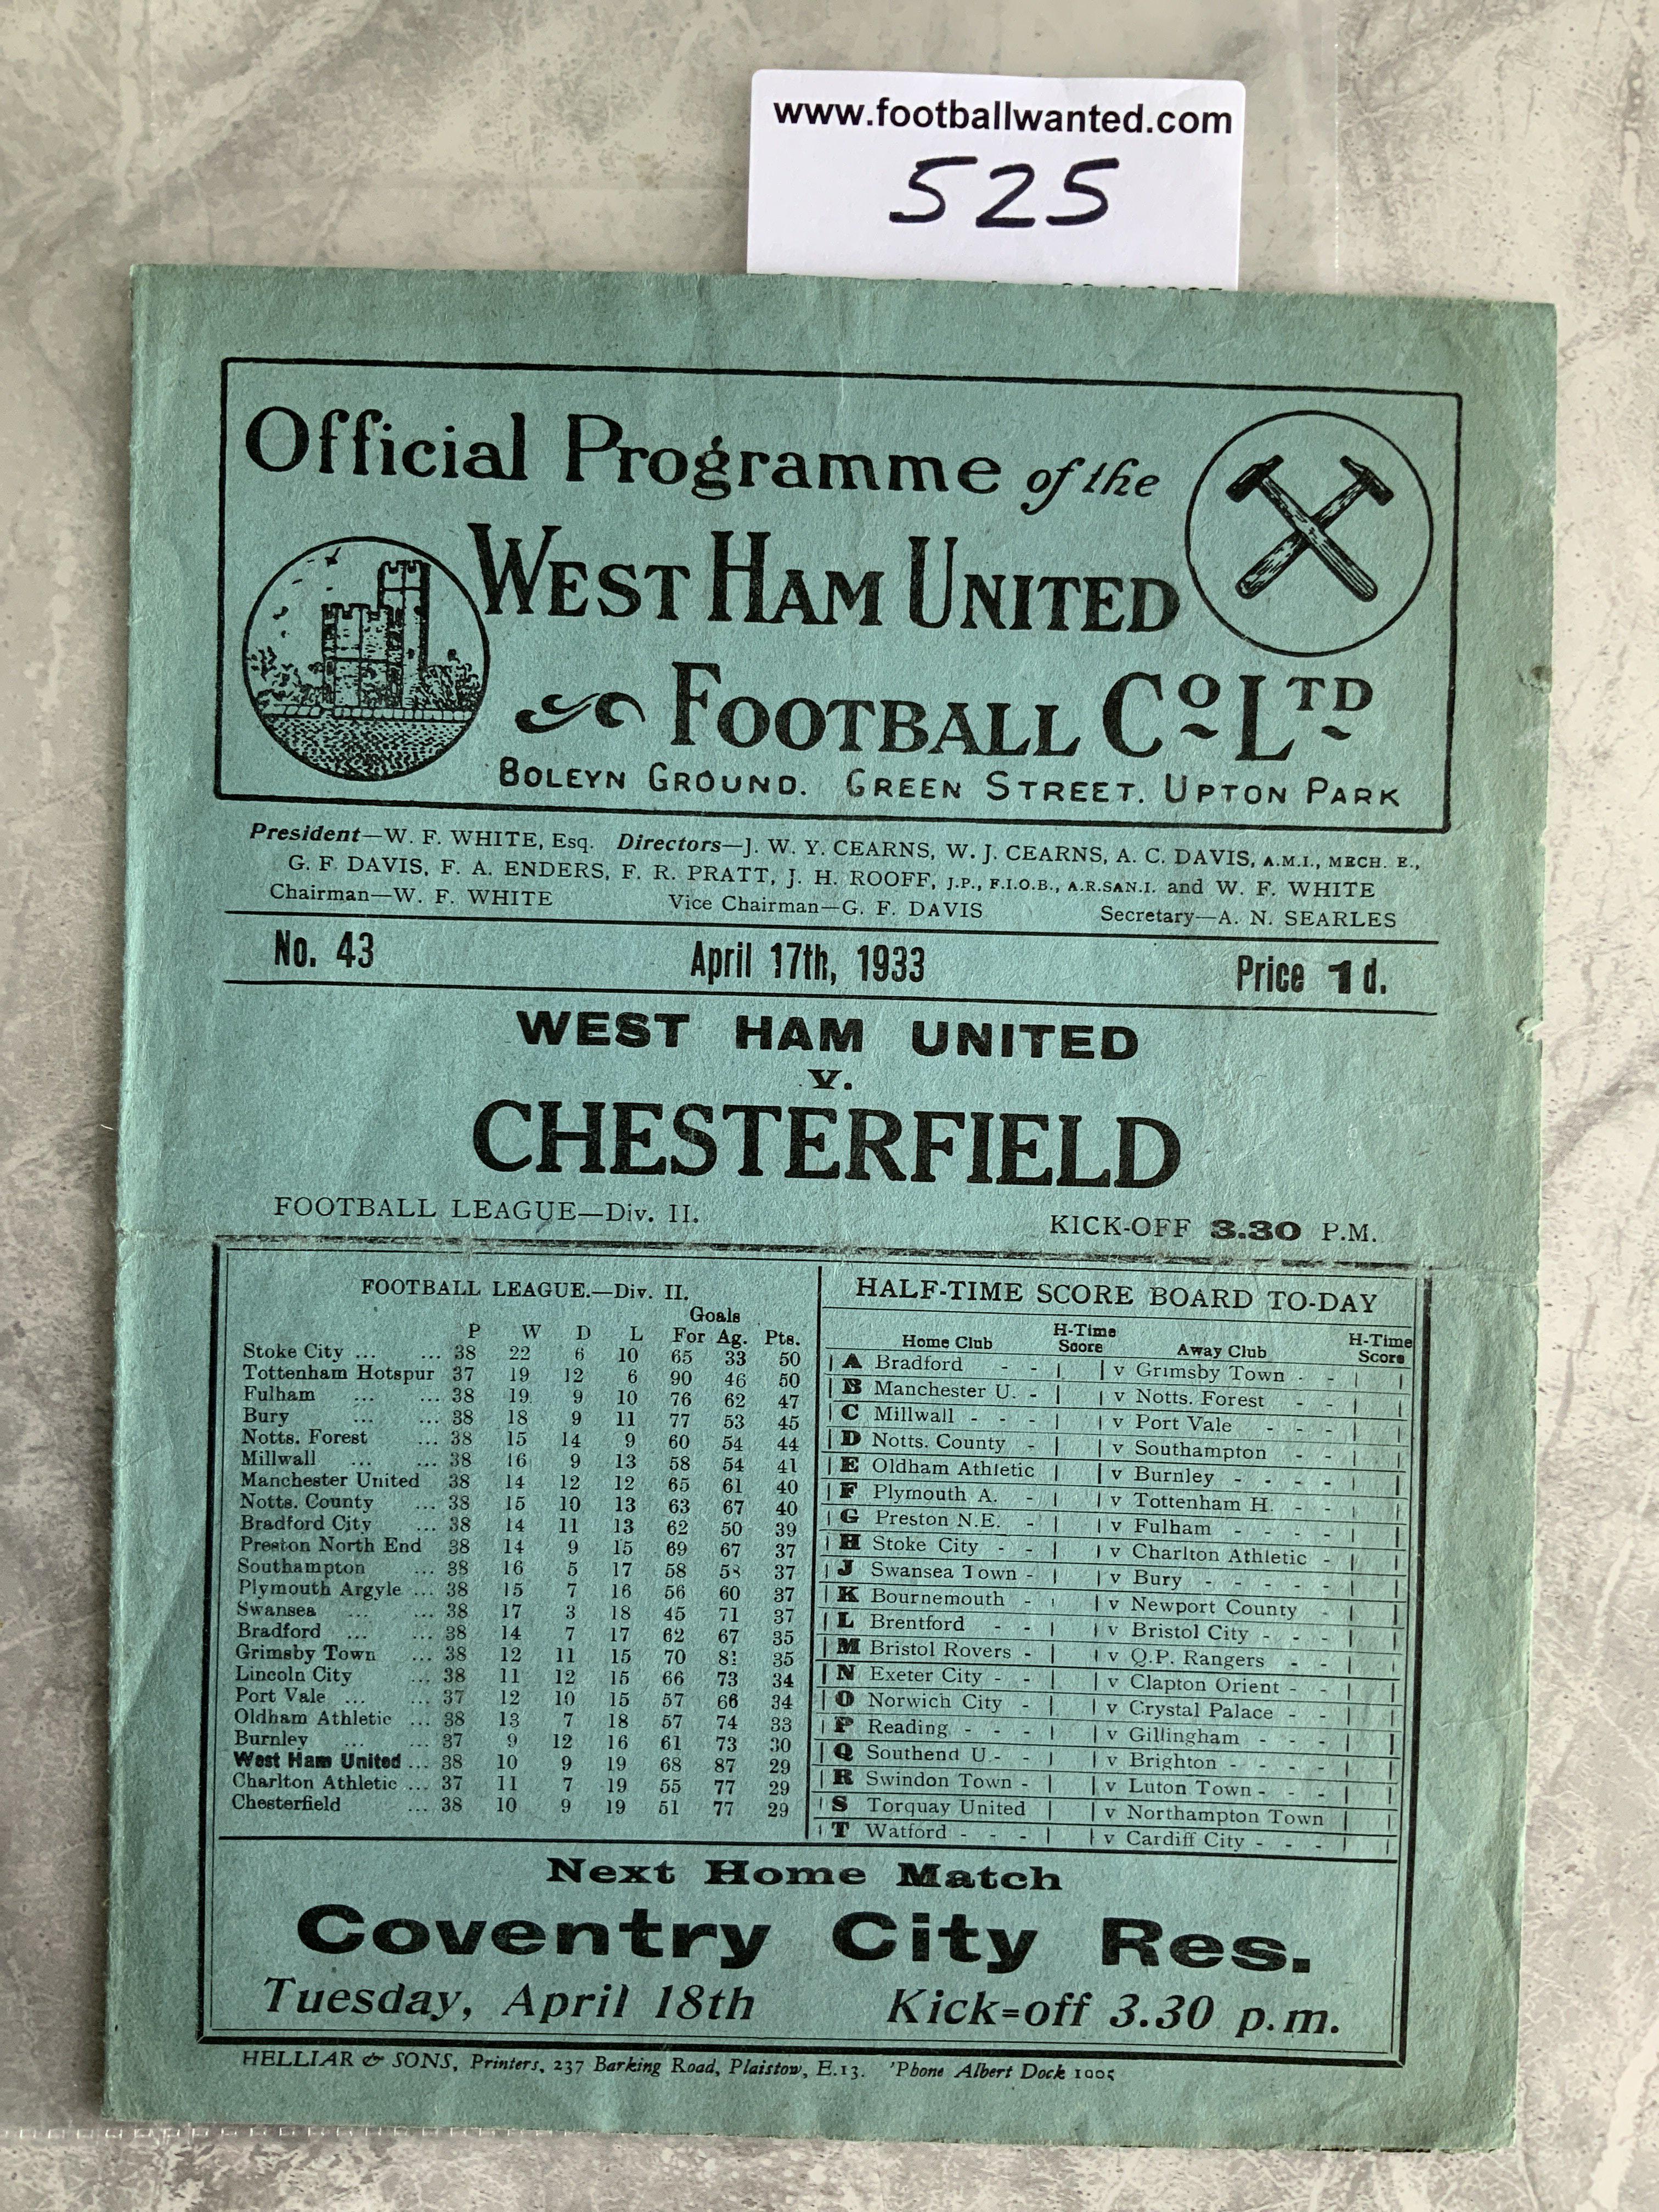 www.footballwanted.com
525
Official Programme of the
WEST HAM UNITED
FOOTBALL CO LTD
BOLEYN GROUND. GREEN STREET. UPTON PARK
President—W. F. WHITE, Esq. Directors—J. W. Y. CEARNS, W. J. CEARNS, A. C. DAVIS, A.M.I., MECH. E.,
G. F. DAVIS, F. A. ENDERS, F. R. PRATT, J. H. ROOFF, J.P., F.I.O.B., A.R.SAN.I. and W. F. WHITE
Chairman—W. F. WHITE Vice Chairman—G. F. DAVIS Secretary—A. N. SEARLES
No. 43 April 17th, 1933 Price 1d.
WEST HAM UNITED
v.
CHESTERFIELD
FOOTBALL LEAGUE—Div. II. KICK-OFF 3.30 P.M.
FOOTBALL LEAGUE.—Div. II.
Goals
P W D L For Ag. Pts.
Stoke City ... ... 38 22 6 10 65 33 50
Tottenham Hotspur 37 19 12 6 90 46 50
Fulham ... ... 38 19 9 10 76 62 47
Bury ... ... 38 18 9 11 77 53 45
Notts. Forest ... 38 15 14 9 60 54 44
Millwall ... ... 38 16 9 13 58 54 41
Manchester United 38 14 12 12 65 61 40
Notts. County ... 38 15 10 13 63 67 40
Bradford City ... 38 14 11 13 62 50 39
Preston North End 38 14 9 15 69 67 37
Southampton ... 38 16 5 17 58 58 37
Plymouth Argyle ... 38 15 7 16 56 60 37
Swansea ... ... 38 17 3 18 45 71 37
Bradford ... ... 38 14 7 17 62 67 35
Grimsby Town ... 38 12 11 15 70 81 35
Lincoln City ... 38 11 12 15 66 73 34
Port Vale ... ... 37 12 10 15 57 66 34
Oldham Athletic ... 38 13 7 18 57 74 33
Burnley ... ... 37 9 12 16 61 73 30
West Ham United ... 38 10 9 19 68 87 29
Charlton Athletic ... 37 11 7 19 55 77 29
Chesterfield ... 38 10 9 19 51 77 29
HALF-TIME SCORE BOARD TO-DAY
Home Club H-Time Score Away Club H-Time Score
A Bradford - - v Grimsby Town - -
B Manchester U. - v Notts. Forest - -
C Millwall - - - v Port Vale - - -
D Notts. County - v Southampton - -
E Oldham Athletic v Burnley - - - -
F Plymouth A. - v Tottenham H. - -
G Preston N.E. - v Fulham - - - -
H Stoke City - - v Charlton Athletic -
J Swansea Town - v Bury - - - - -
K Bournemouth - v Newport County -
L Brentford - - v Bristol City - - -
M Bristol Rovers - v Q.P. Rangers - -
N Exeter City - - v Clapton Orient - -
O Norwich City - v Crystal Palace - -
P Reading - - - v Gillingham - - -
Q Southend U. - - v Brighton - - - -
R Swindon Town - v Luton Town - - -
S Torquay United v Northampton Town
T Watford - - - v Cardiff City - - -
Next Home Match
Coventry City Res.
Tuesday, April 18th Kick-off 3.30 p.m.
HELLIAR & SONS, Printers, 237 Barking Road, Plaistow, E.13. 'Phone Albert Dock 1005